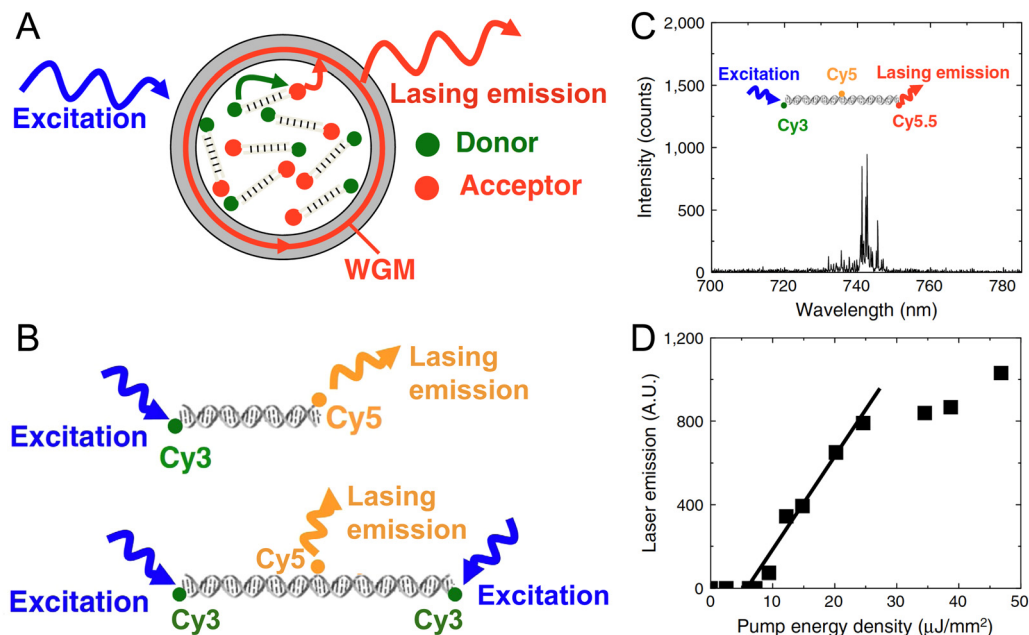 A
Excitation
Lasing emission
Donor
Acceptor
WGM
B
Excitation
Cy3
Cy5
Lasing
emission
Excitation
Cy3
Cy5
Lasing
emission
Cy3
Excitation
C
2,000
1,500
1,000
500
0
Intensity (counts)
Excitation
Cy3
Cy5
Lasing emission
Cy5.5
700
720
740
760
780
Wavelength (nm)
D
1,200
800
400
0
Laser emission (A.U.)
0
10
20
30
40
50
Pump energy density (μJ/mm²)